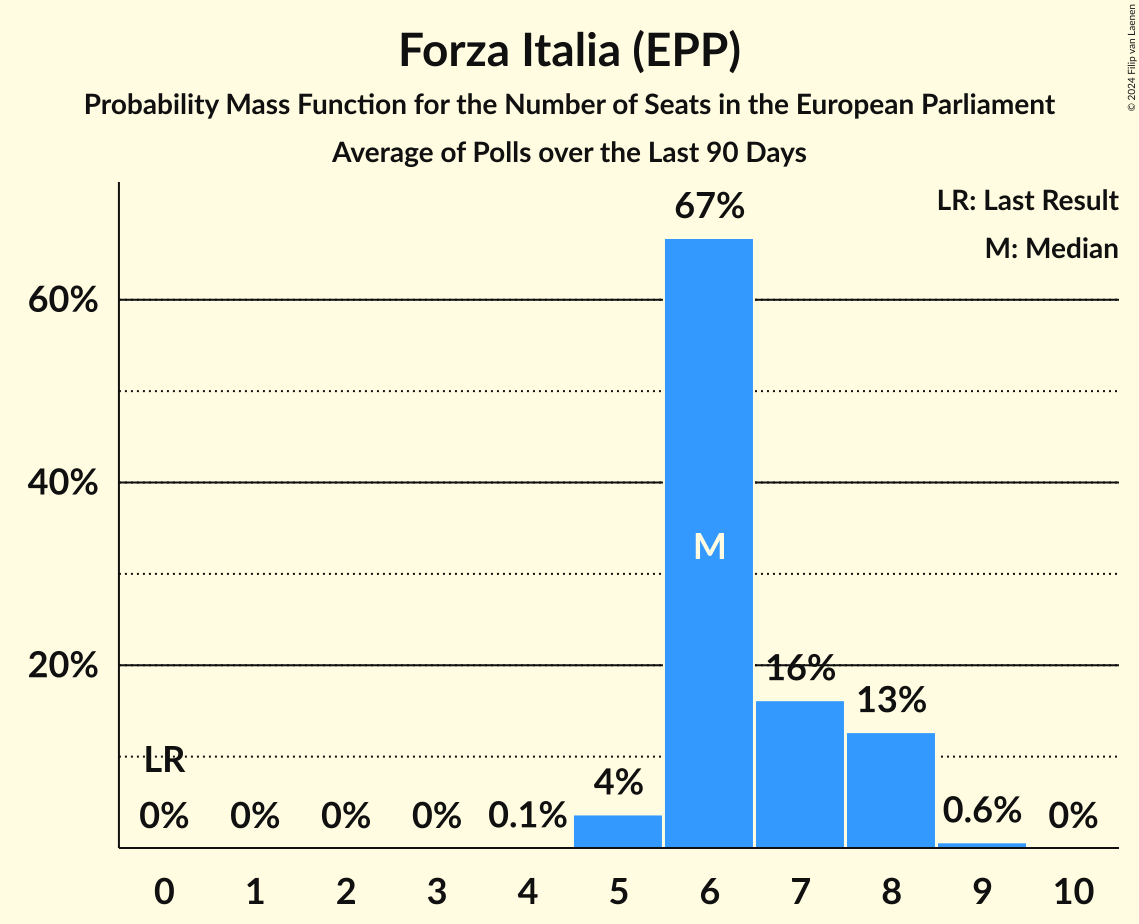 Forza Italia (EPP)
Probability Mass Function for the Number of Seats in the European Parliament
Average of Polls over the Last 90 Days
© 2024 Filip van Laenen
LR: Last Result
M: Median
67%
60%
40%
M
20%
16%
13%
LR
4%
0% 0% 0% 0% 0.1% 0.6% 0%
0 1 2 3 4 5 6 7 8 9 10